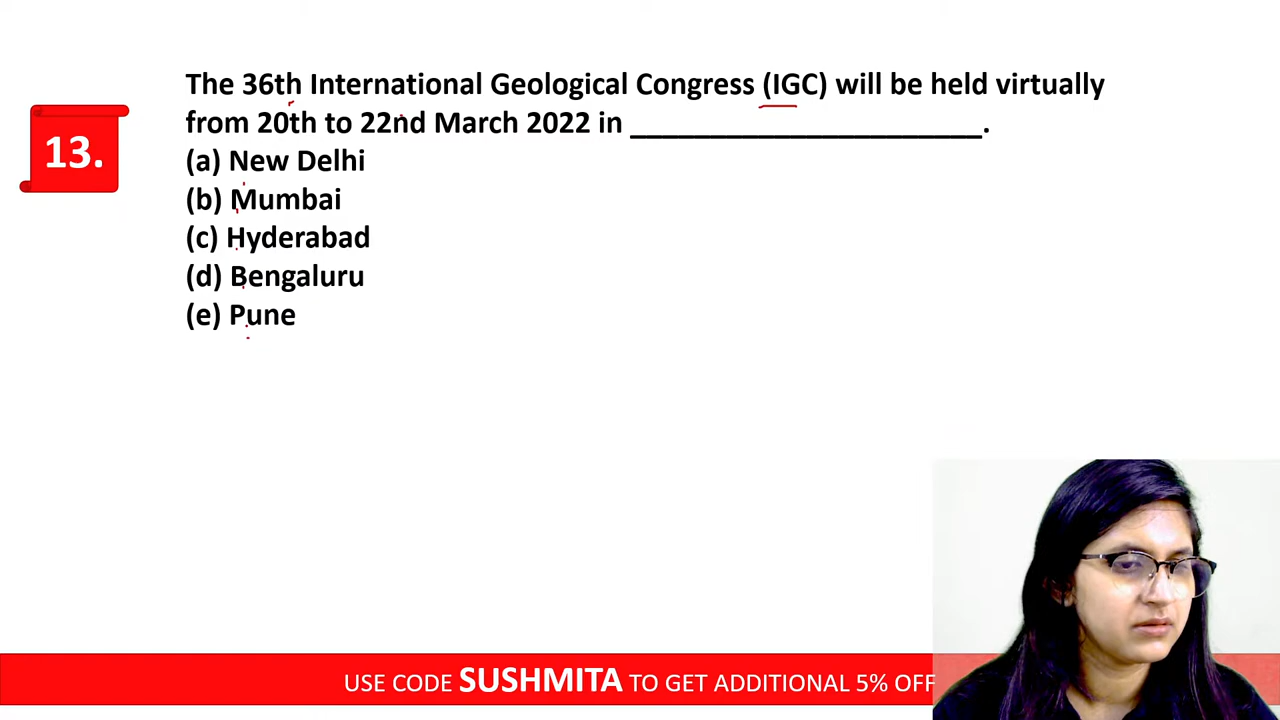 The 36th International Geological Congress (IGC) will be held virtually
13. from 20th to 22nd March 2022 in __________________________.
(a) New Delhi
(b) Mumbai
(c) Hyderabad
(d) Bengaluru
(e) Pune
USE CODE SUSHMITA TO GET ADDITIONAL 5% OFF